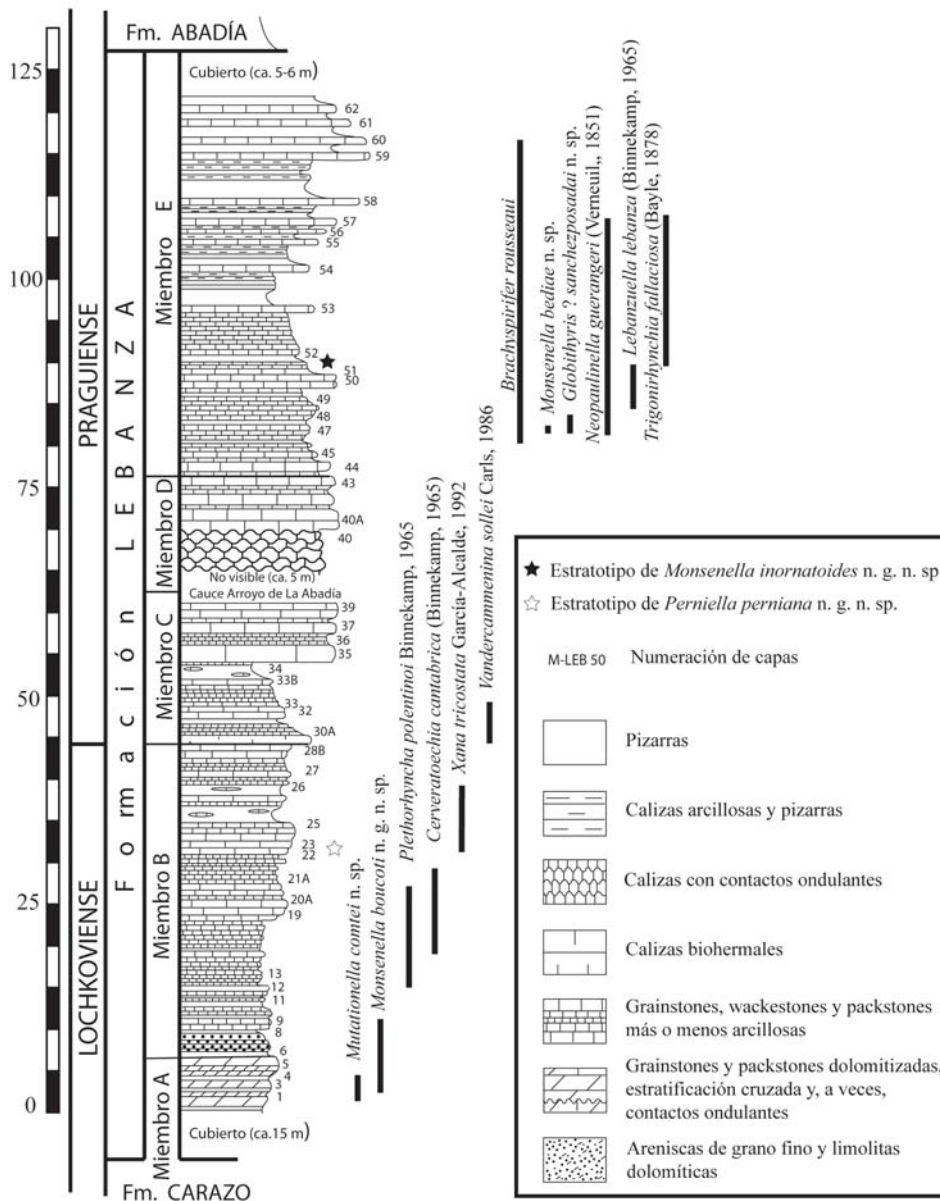 Fm. ABADÍA
Cubierto (ca. 5-6 m)
125
100
75
50
25
0
PRAGUIENSE
LOCHKOVIENSE
Formación LEBANZA
Miembro E
Miembro D
Miembro C
Miembro B
Miembro A
62
61
60
59
58
57
56
55
54
53
52
51
50
49
48
47
45
44
43
40A
40
No visible (ca. 5 m)
Cauce Arroyo de La Abadía
39
37
36
35
34
33B
33
32
30A
28B
27
26
25
23
22
21A
20A
19
13
12
11
9
8
6
5
4
3
1
Cubierto (ca.15 m)
Fm. CARAZO
Mutationella comtei n. sp.
Monsenella boucoti n. g. n. sp.
Plethorhyncha polentinoi Binnekamp, 1965
Cerveratoechia cantabrica (Binnekamp, 1965)
Xana tricostata García-Alcalde, 1992
Vandercammenina sollei Carls, 1986
Brachyspirifer rousseaui
Monsenella bediae n. sp.
Globithyris ? sanchezposadai n. sp.
Neopaulinella guerangeri (Verneuil,, 1851)
Lebanzuella lebanza (Binnekamp, 1965)
Trigonirhynchia fallaciosa (Bayle, 1878)
Estratotipo de Monsenella inornatoides n. g. n. sp
Estratotipo de Perniella perniana n. g. n. sp.
M-LEB 50 Numeración de capas
Pizarras
Calizas arcillosas y pizarras
Calizas con contactos ondulantes
Calizas biohermales
Grainstones, wackestones y packstones
más o menos arcillosas
Grainstones y packstones dolomitizadas,
estratificación cruzada y, a veces,
contactos ondulantes
Areniscas de grano fino y limolitas
dolomíticas